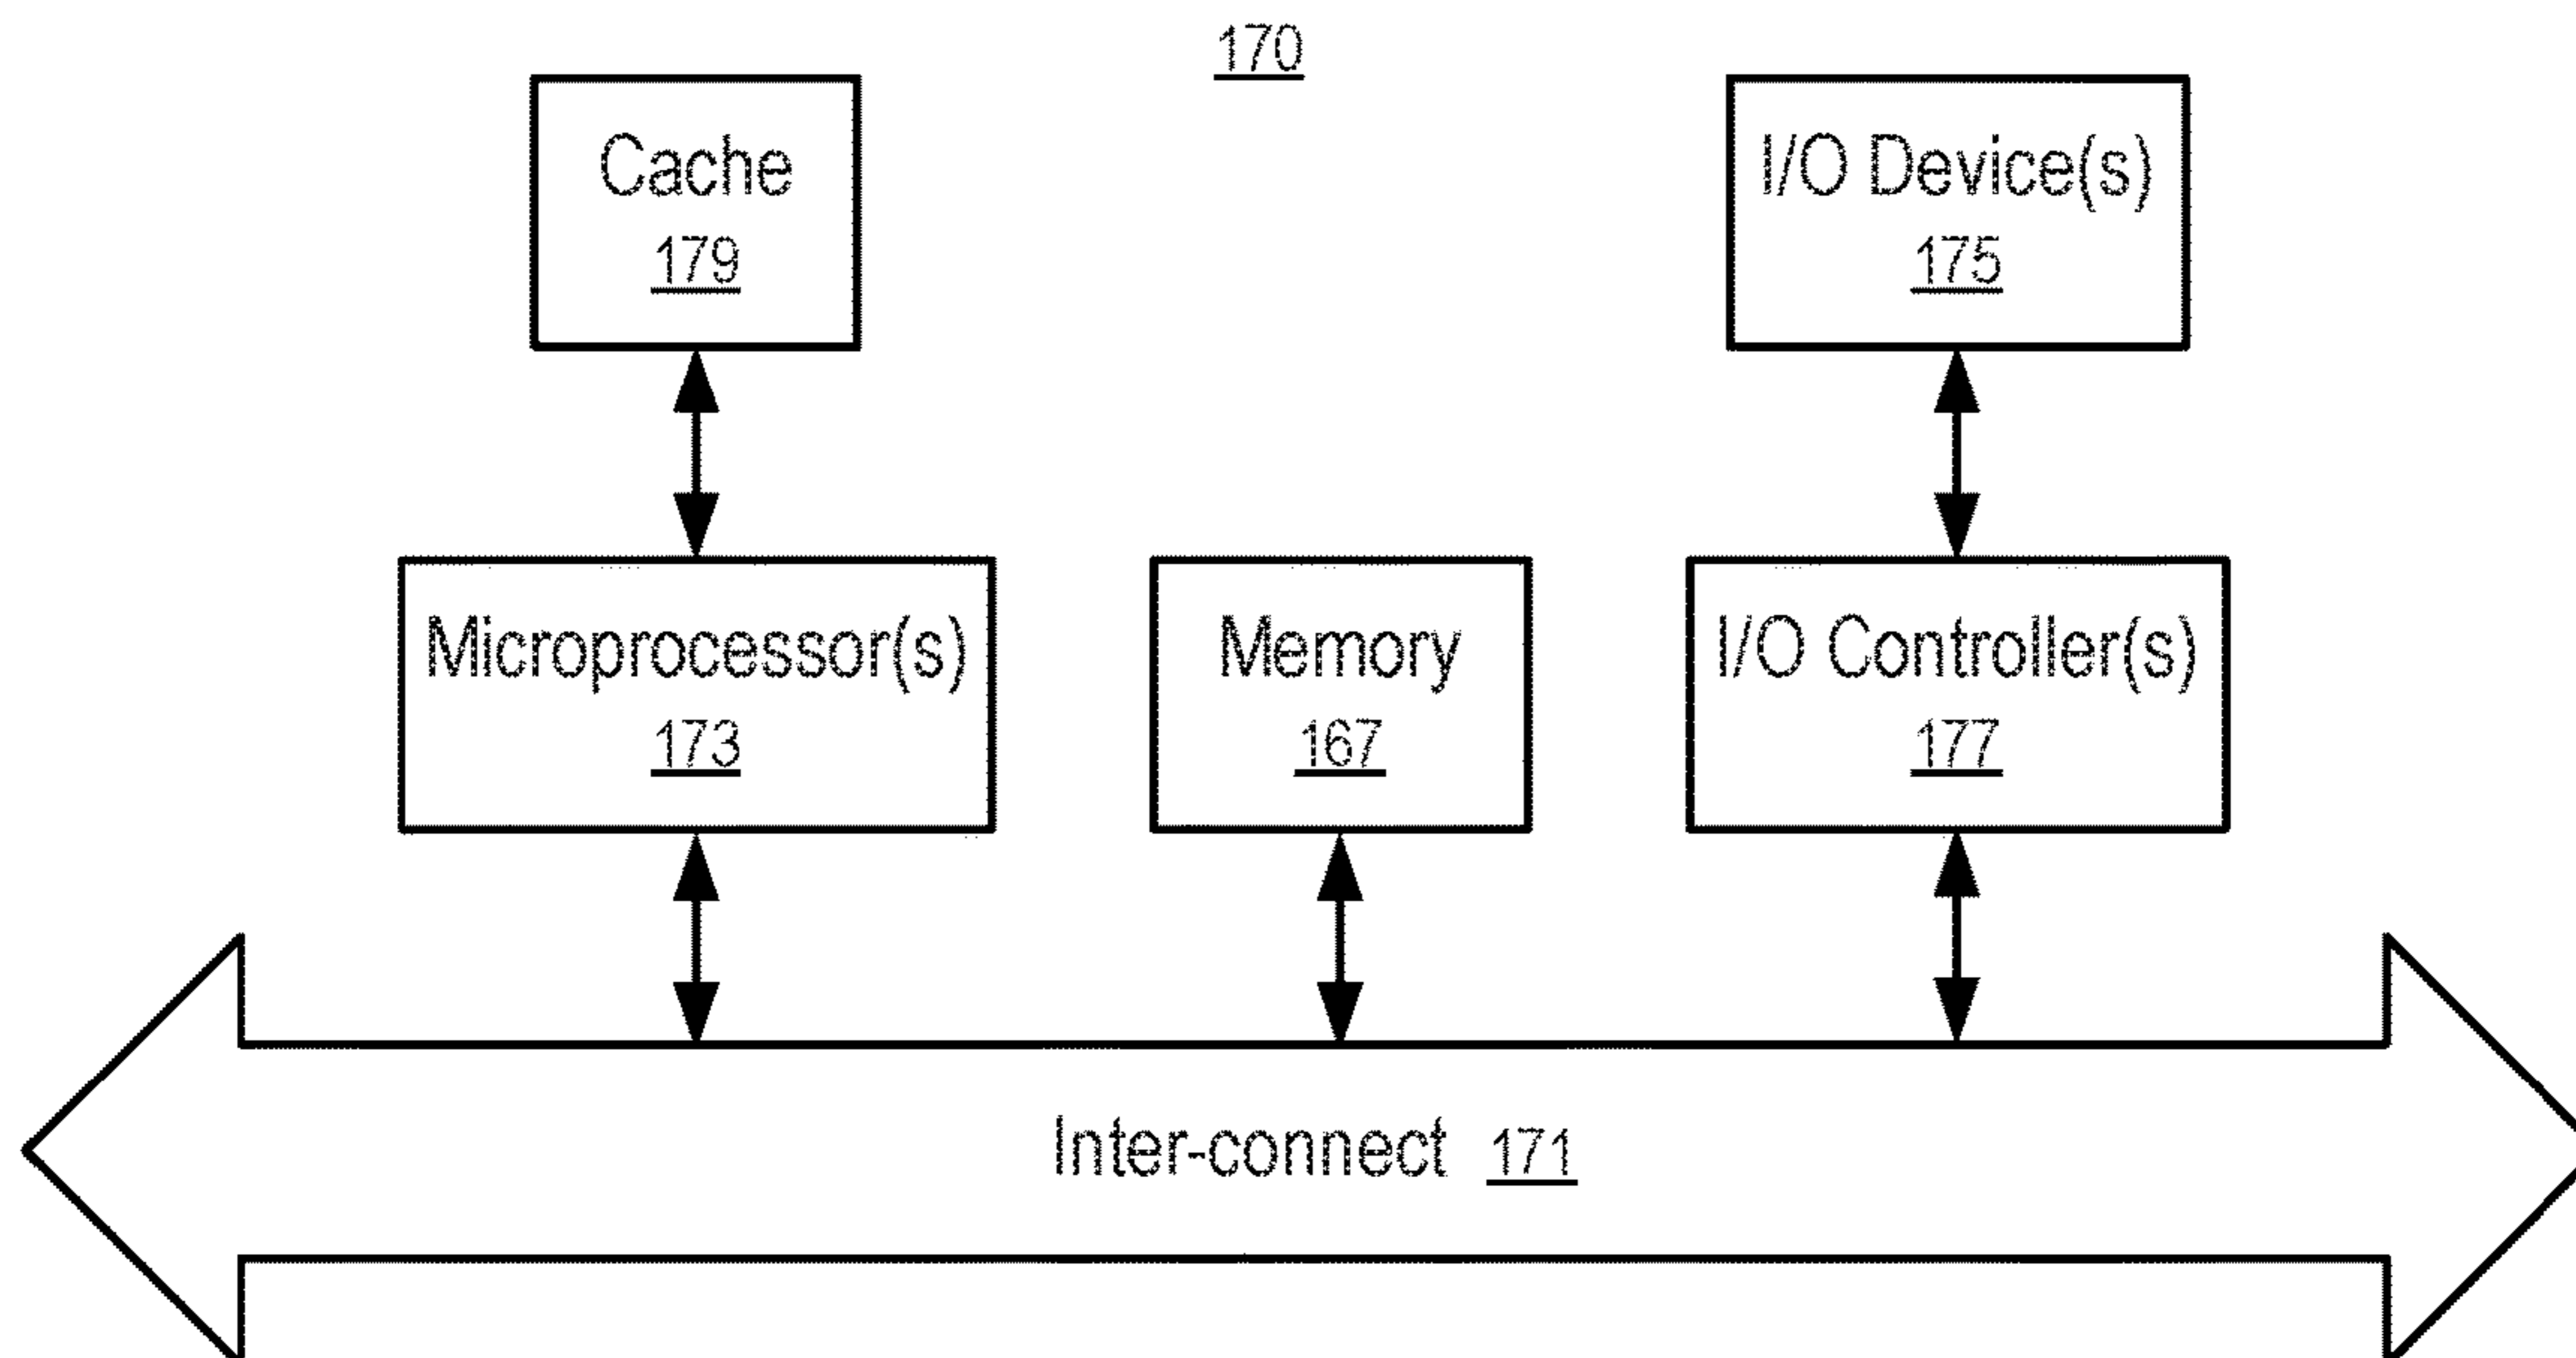 170
Cache
179
I/O Device(s)
175
Microprocessor(s)
173
Memory
167
I/O Controller(s)
177
Inter-connect 171